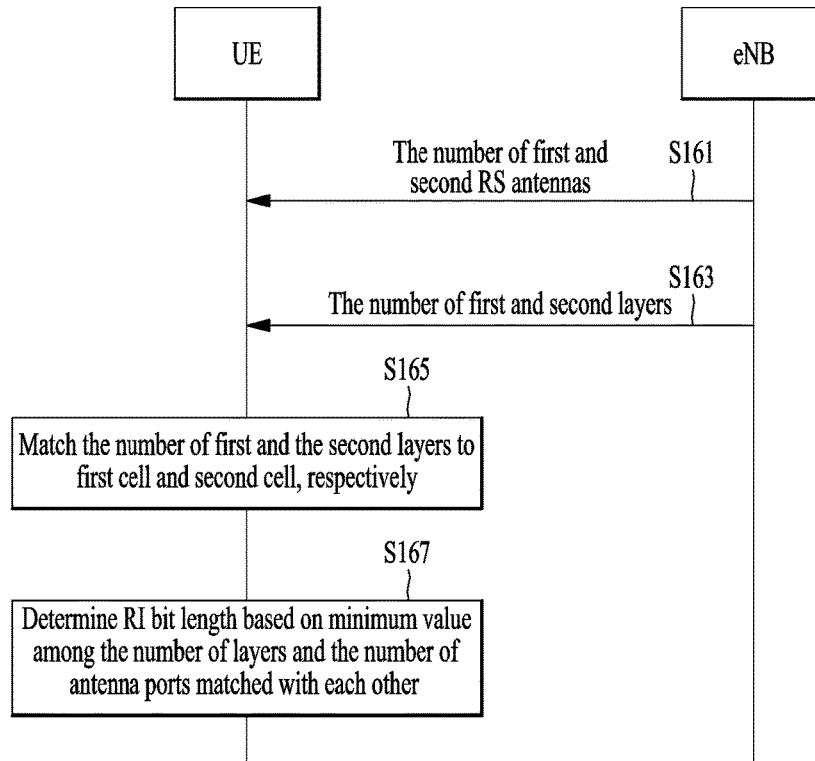 UE
eNB
The number of first and
second RS antennas
S161
The number of first and second layers
S163
S165
Match the number of first and the second layers to
first cell and second cell, respectively
S167
Determine RI bit length based on minimum value
among the number of layers and the number of
antenna ports matched with each other